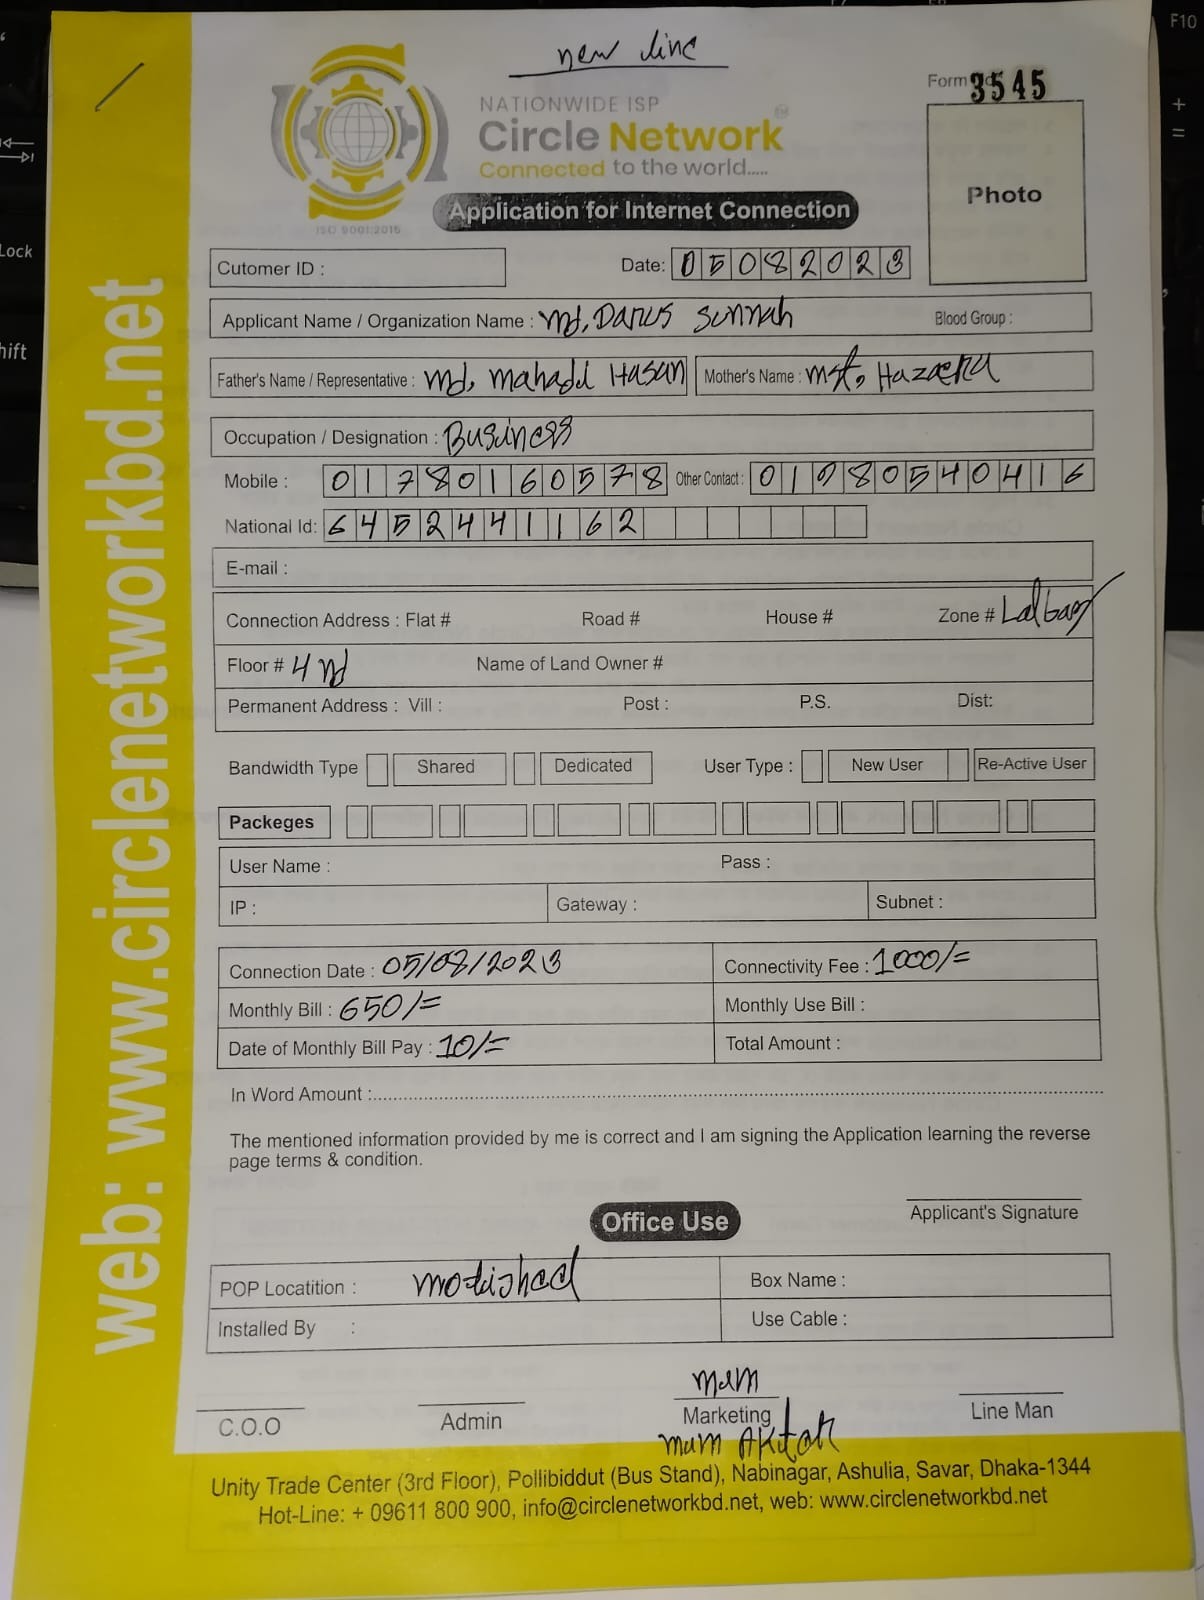 new line
Form 3545
NATIONWIDE ISP
Circle Network
Connected to the world.....
ISO 9001:2015
Application for Internet Connection
Photo
Cutomer ID :
Date: 05082023
Applicant Name / Organization Name : Md, Darus Sunnah Blood Group :
Father's Name / Representative : Md, Mahadi Hasan Mother's Name : Mst.
Occupation / Designation : Business
Mobile : 01780160578 Other Contact : 01980540416
National Id: 6452441162
E-mail :
Connection Address : Flat # Road # House # Zone # Lalbag
Floor # 4 Name of Land Owner #
Permanent Address : Vill : Post : P.S. Dist:
Bandwidth Type Shared Dedicated User Type : New User Re-Active User
Packeges
User Name : Pass :
IP : Gateway : Subnet :
Connection Date : 05/08/2023 Connectivity Fee : 1000/=
Monthly Bill : 650/= Monthly Use Bill :
Date of Monthly Bill Pay : 10/= Total Amount :
In Word Amount :
The mentioned information provided by me is correct and I am signing the Application learning the reverse
page terms & condition.
Applicant's Signature
Office Use
POP Locatition : motijheel Box Name :
Installed By : Use Cable :
mum
C.O.O Admin Marketing Line Man
mum Aktar
Unity Trade Center (3rd Floor), Pollibiddut (Bus Stand), Nabinagar, Ashulia, Savar, Dhaka-1344
Hot-Line: + 09611 800 900, info@circlenetworkbd.net, web: www.circlenetworkbd.net
web: www.circlenetworkbd.net